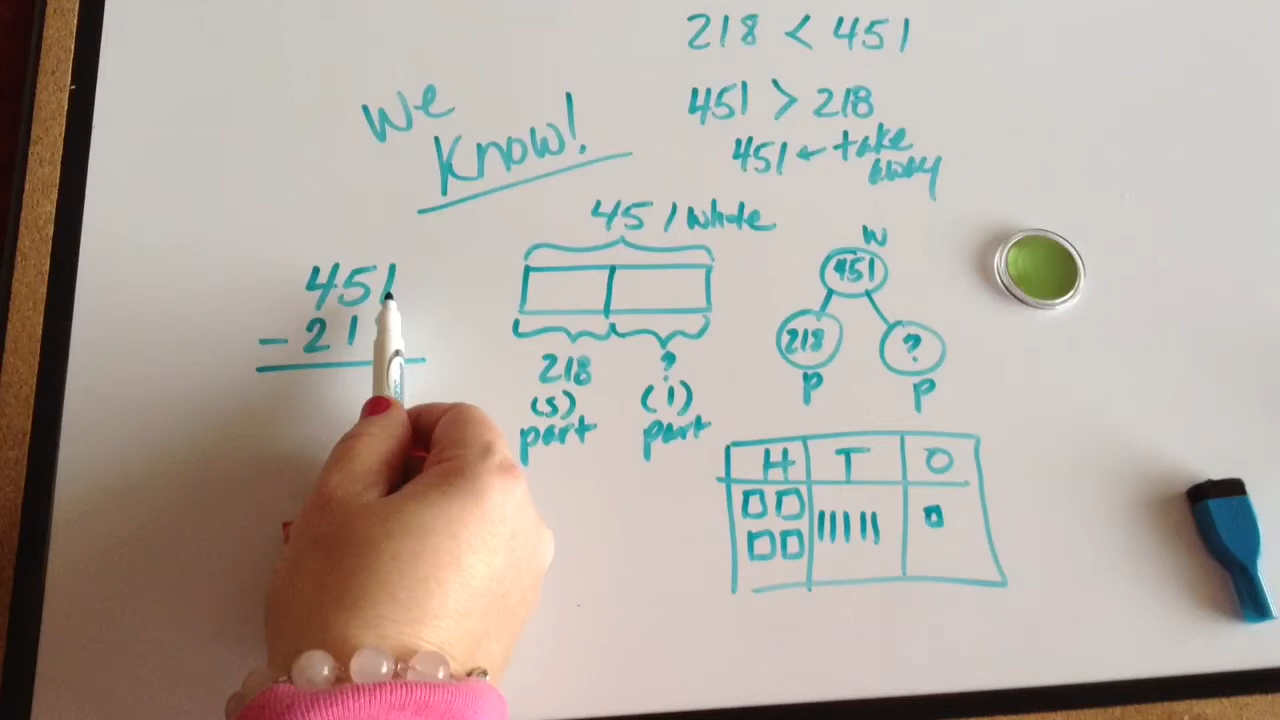 We
Know!
218 < 451
451 > 218
451 ← take
away
451
- 21
451 whole
218
?
(s)
(l)
part
part
W
451
218
?
P
P
H T O